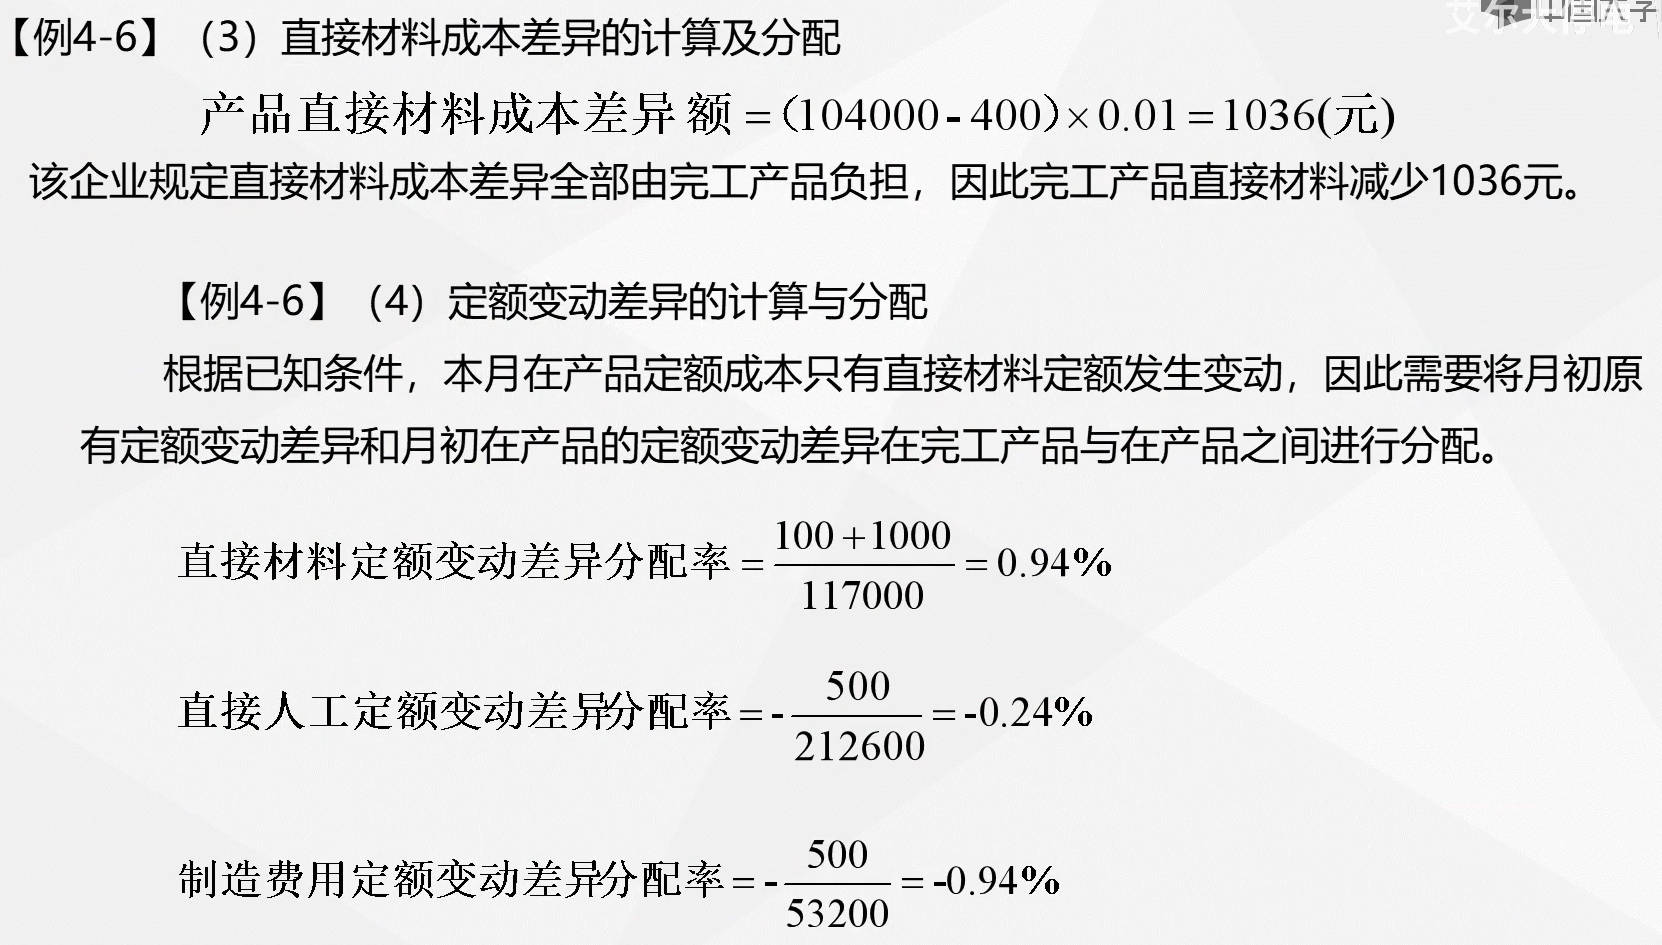 【例4-6】（3）直接材料成本差异的计算及分配
产品直接材料成本差异额＝(104000-400)×0.01＝1036(元)
该企业规定直接材料成本差异全部由完工产品负担，因此完工产品直接材料减少1036元。
【例4-6】（4）定额变动差异的计算与分配
根据已知条件，本月在产品定额成本只有直接材料定额发生变动，因此需要将月初原
有定额变动差异和月初在产品的定额变动差异在完工产品与在产品之间进行分配。
直接材料定额变动差异分配率＝(100+1000)/117000＝0.94%
直接人工定额变动差异分配率＝-500/212600＝-0.24%
制造费用定额变动差异分配率＝-500/53200＝-0.94%